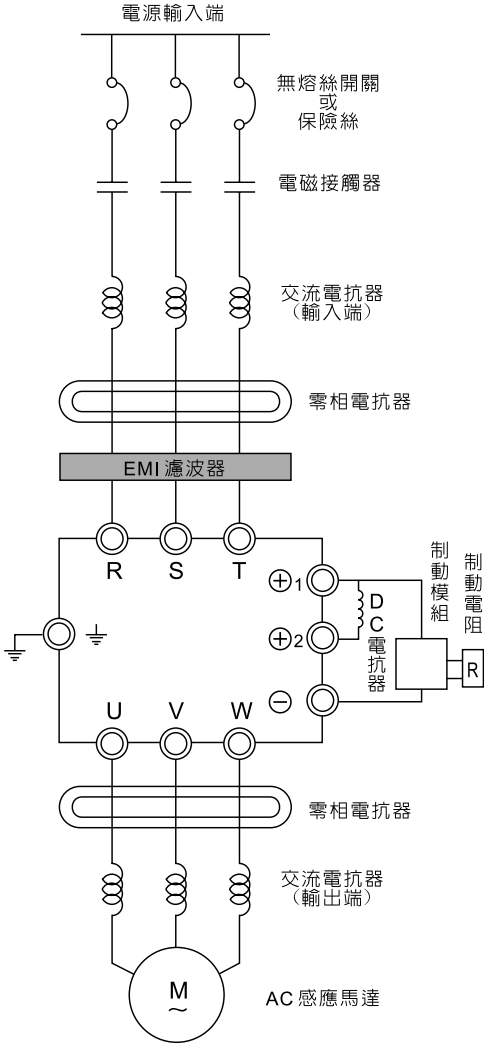 電源輸入端
無熔絲開關
或
保險絲
電磁接觸器
交流電抗器
（輸入端）
零相電抗器
EMI 濾波器
R S T
⊕1
⊕2
⊖
DC電抗器
制動模組
制動電阻
R
U V W
零相電抗器
交流電抗器
（輸出端）
M
~
AC 感應馬達